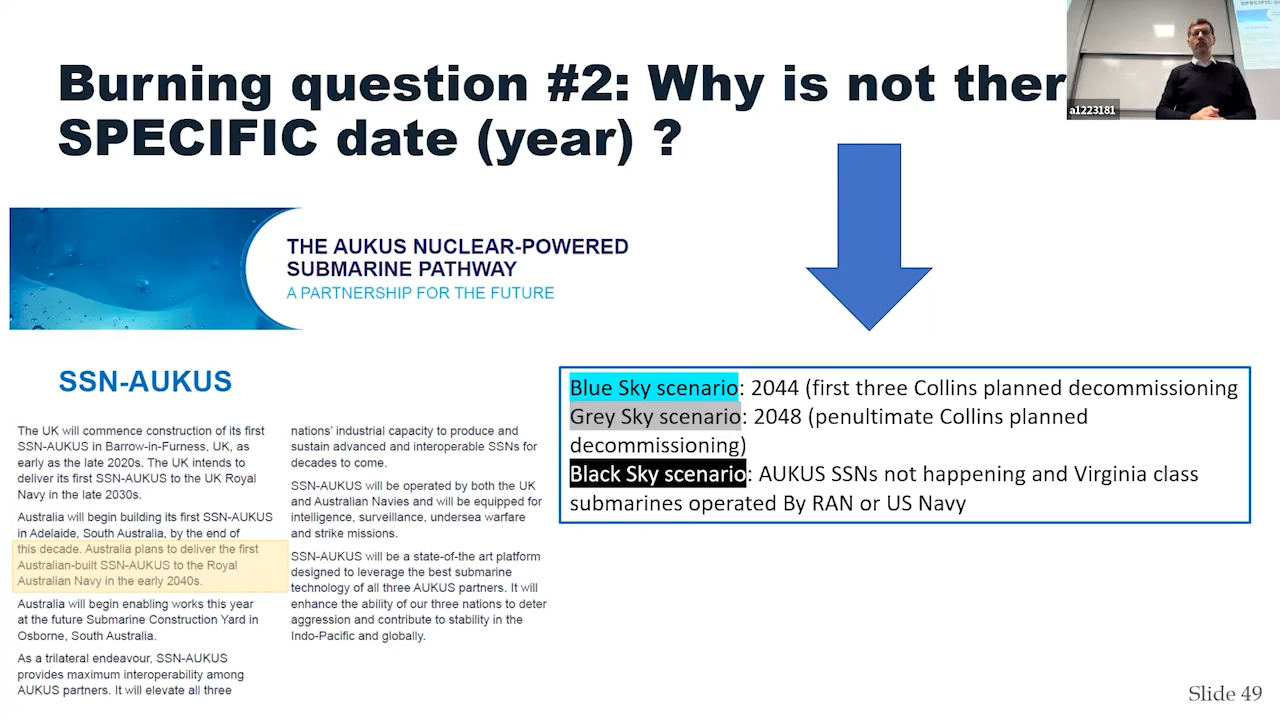 Burning question #2: Why is not ther
SPECIFIC date (year) ?
a1223181
THE AUKUS NUCLEAR-POWERED
SUBMARINE PATHWAY
A PARTNERSHIP FOR THE FUTURE
SSN-AUKUS
The UK will commence construction of its first
SSN-AUKUS in Barrow-in-Furness, UK, as
early as the late 2020s. The UK intends to
deliver its first SSN-AUKUS to the UK Royal
Navy in the late 2030s.
Australia will begin building its first SSN-AUKUS
in Adelaide, South Australia, by the end of
this decade. Australia plans to deliver the first
Australian-built SSN-AUKUS to the Royal
Australian Navy in the early 2040s.
Australia will begin enabling works this year
at the future Submarine Construction Yard in
Osborne, South Australia.
As a trilateral endeavour, SSN-AUKUS
provides maximum interoperability among
AUKUS partners. It will elevate all three
nations' industrial capacity to produce and
sustain advanced and interoperable SSNs for
decades to come.
SSN-AUKUS will be operated by both the UK
and Australian Navies and will be equipped for
intelligence, surveillance, undersea warfare
and strike missions.
SSN-AUKUS will be a state-of-the art platform
designed to leverage the best submarine
technology of all three AUKUS partners. It will
enhance the ability of our three nations to deter
aggression and contribute to stability in the
Indo-Pacific and globally.
Blue Sky scenario: 2044 (first three Collins planned decommissioning
Grey Sky scenario: 2048 (penultimate Collins planned
decommissioning)
Black Sky scenario: AUKUS SSNs not happening and Virginia class
submarines operated By RAN or US Navy
Slide 49